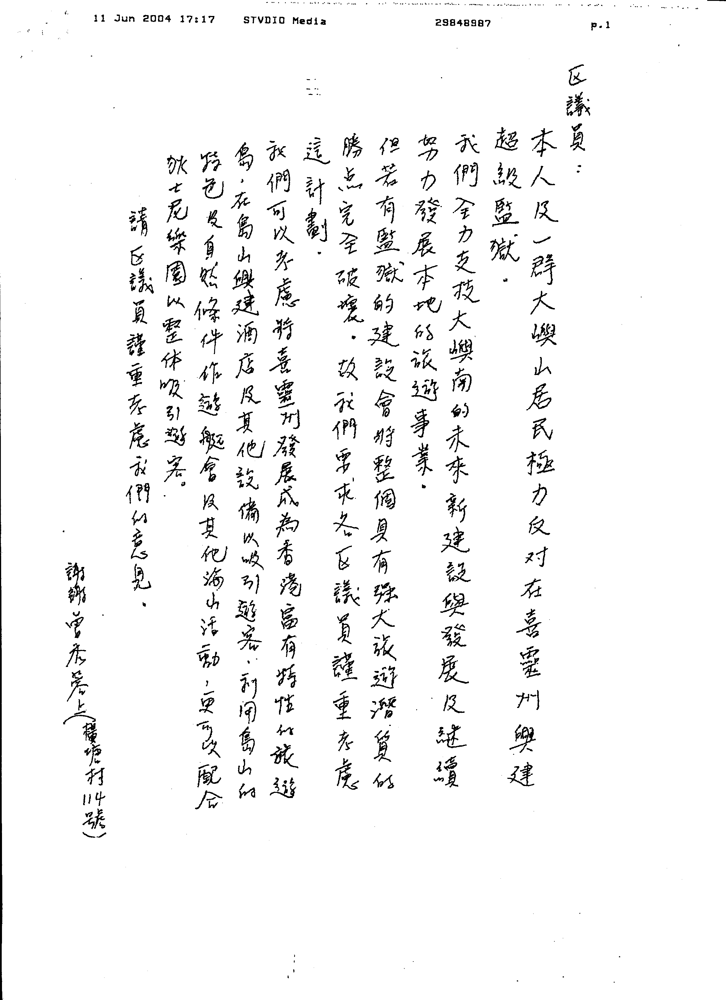 11 Jun 2004 17:17 STVDIO Media 29848987 p.1
区議員：
本人及一群大嶼山居民極力反对在喜靈州興建
超級監獄．
我們全力支持大嶼南的未來新建設與發展及継續
努力發展本地的旅遊事業．
但若有監獄的建設會將整個具有强大旅遊潛質的
勝点完全破壞．故我們要求各区議員謹重考慮
這計劃．
我們可以考慮將喜靈州發展成為香港富有特性的旅遊
島，在島山興建酒店及其他設備以吸引遊客．利用島山的
特色及自然條件作遊艇會及其他海山活動，更可以配合
狄士尼樂園以整体吸引遊客。
請区議員謹重考慮我們的意見．
謝謝 曾 上
(横塘村114號)